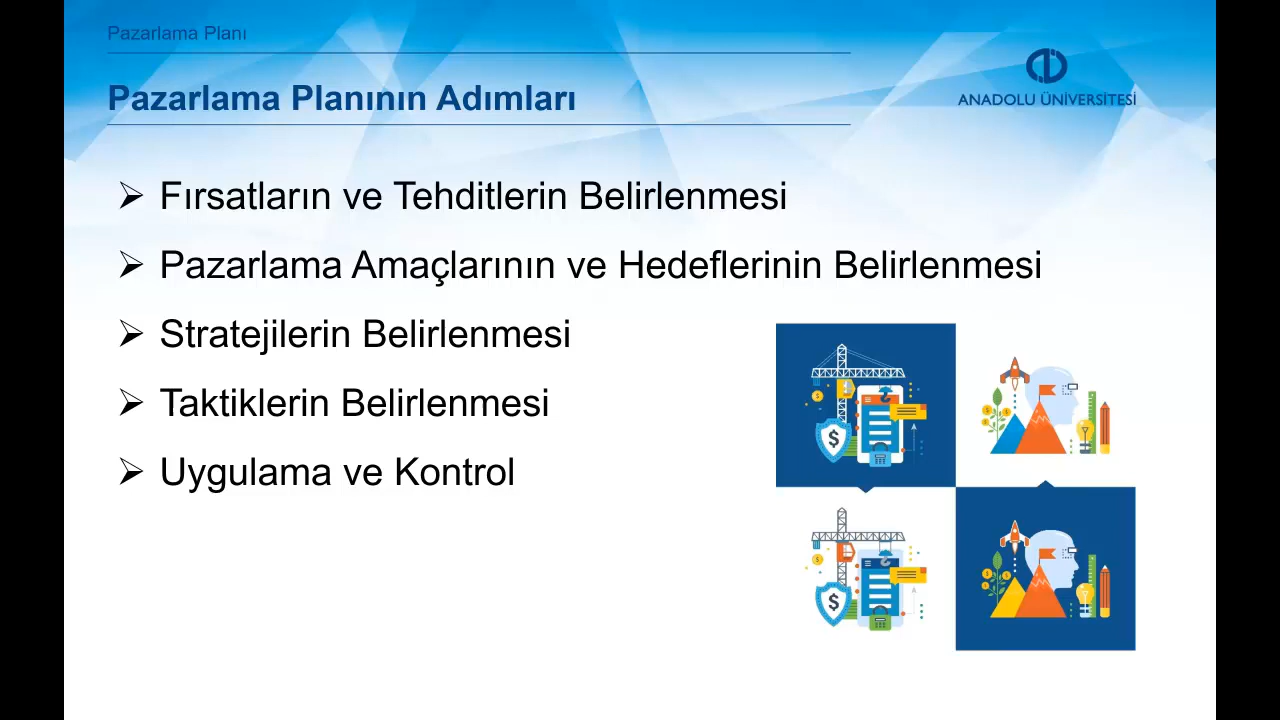 Pazarlama Planı
Pazarlama Planının Adımları
ANADOLU ÜNİVERSİTESİ
Fırsatların ve Tehditlerin Belirlenmesi
Pazarlama Amaçlarının ve Hedeflerinin Belirlenmesi
Stratejilerin Belirlenmesi
Taktiklerin Belirlenmesi
Uygulama ve Kontrol